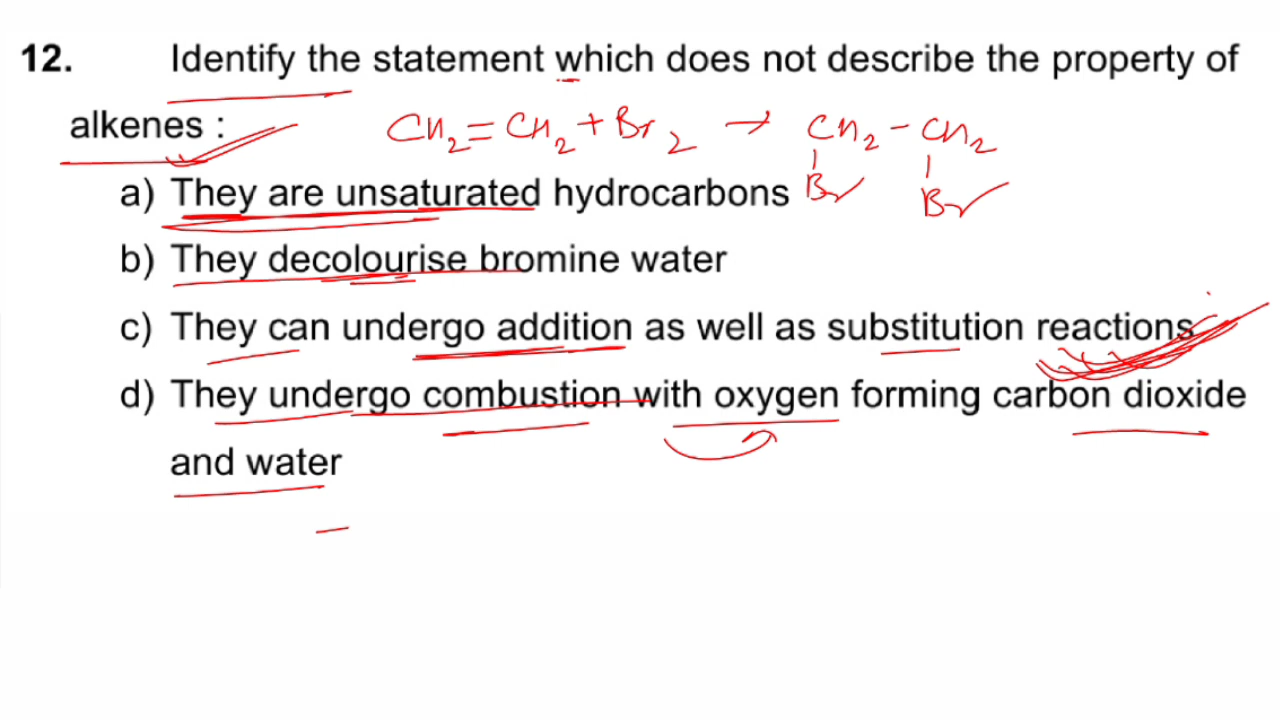 12. Identify the statement which does not describe the property of
alkenes : CH2=CH2+Br2 → CH2-CH2
a) They are unsaturated hydrocarbons Br Br
b) They decolourise bromine water
c) They can undergo addition as well as substitution reactions
d) They undergo combustion with oxygen forming carbon dioxide
and water